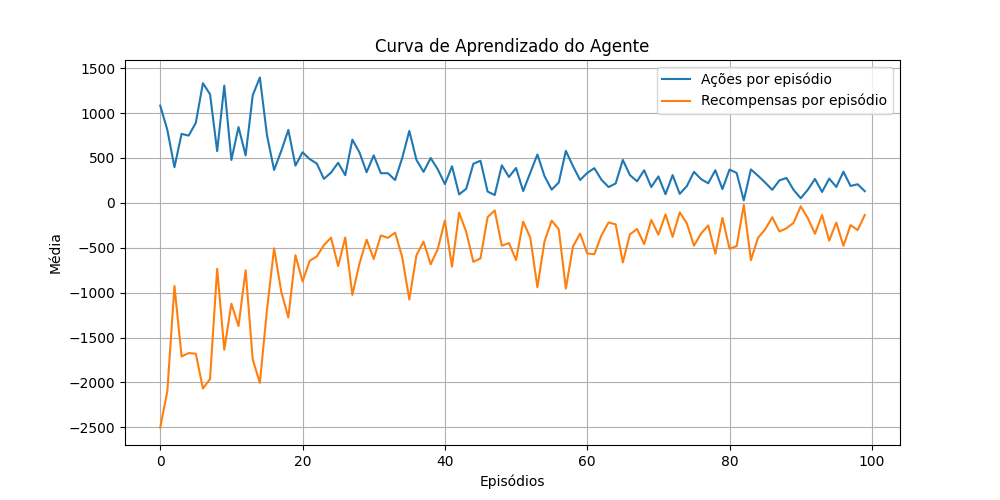 Curva de Aprendizado do Agente
1500
1000
500
0
−500
−1000
−1500
−2000
−2500
Média
Ações por episódio
Recompensas por episódio
0 20 40 60 80 100
Episódios